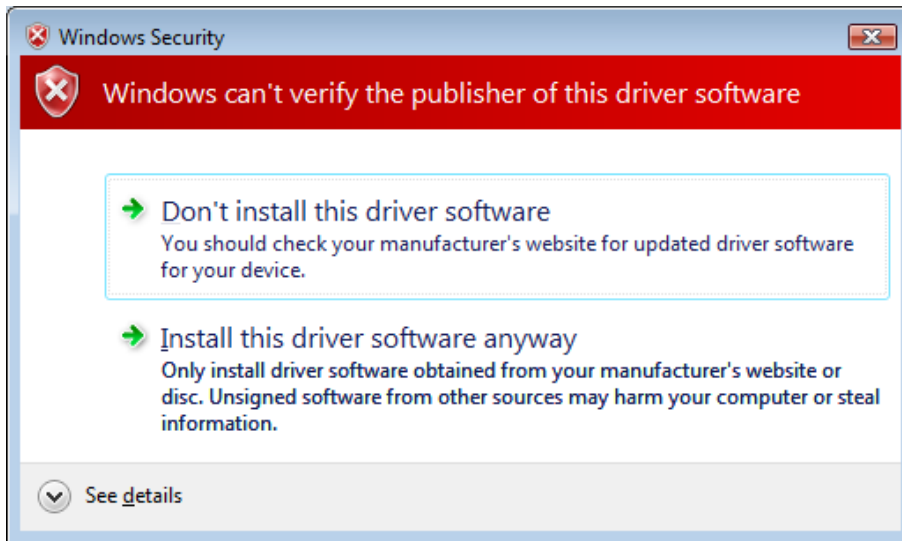 Windows Security
Windows can't verify the publisher of this driver software
Don't install this driver software
You should check your manufacturer's website for updated driver software
for your device.
Install this driver software anyway
Only install driver software obtained from your manufacturer's website or
disc. Unsigned software from other sources may harm your computer or steal
information.
See details